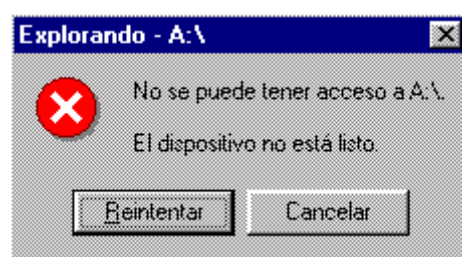 Explorando - A:\
No se puede tener acceso a A:\.
El dispositivo no está listo.
Reintentar
Cancelar